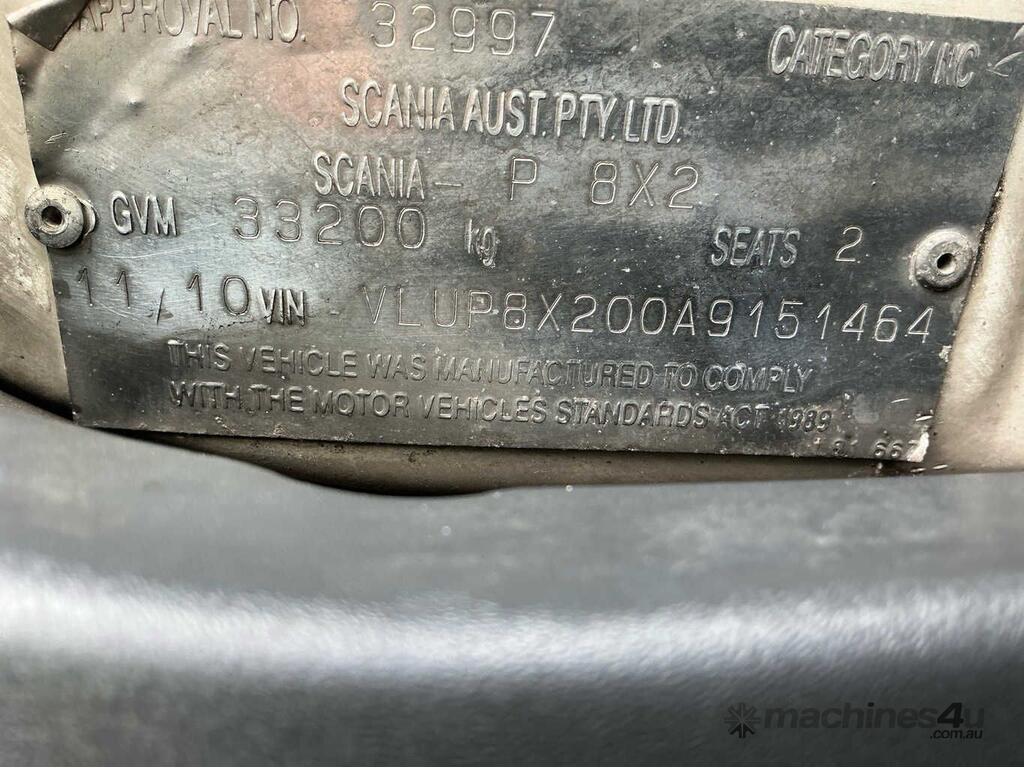 APPROVAL NO. 32997 CATEGORY NC
SCANIA AUST. PTY. LTD.
SCANIA - P 8X2
GVM 33200 kg SEATS 2
11/10 VIN VLUP8X200A9151464
THIS VEHICLE WAS MANUFACTURED TO COMPLY
WITH THE MOTOR VEHICLES STANDARDS ACT 1989
machines4u
.com.au